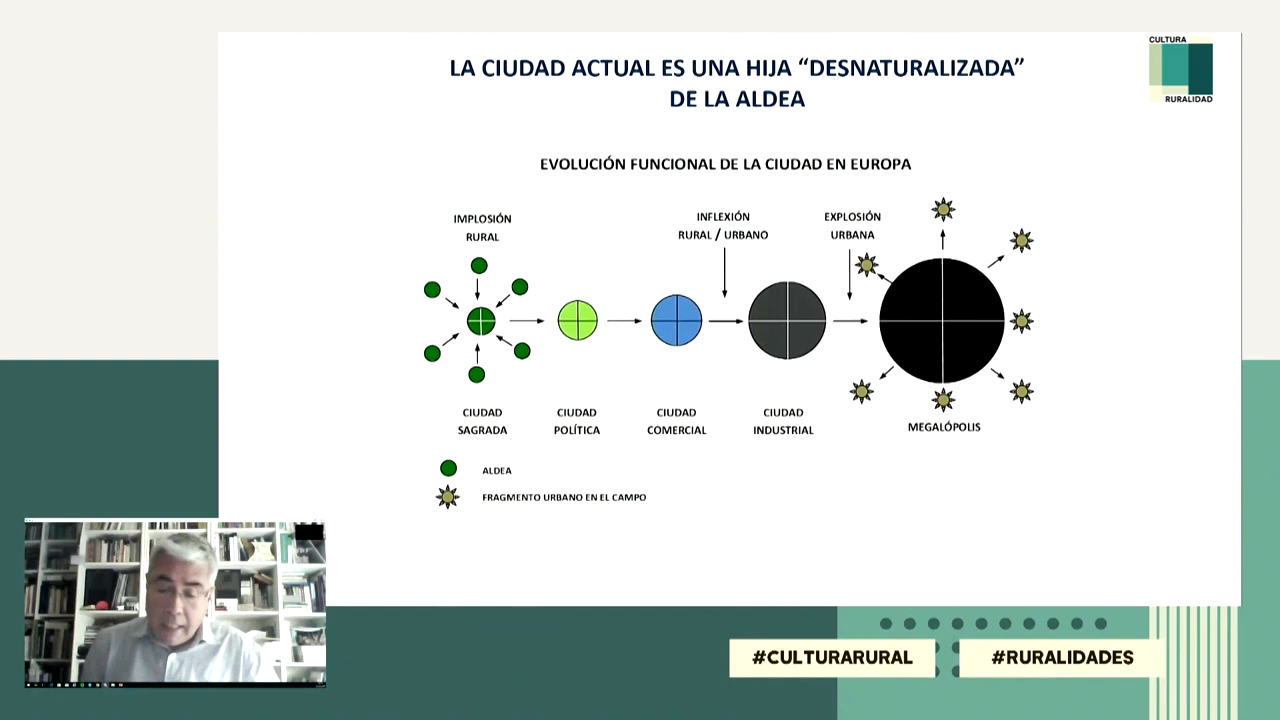 CULTURA
RURALIDAD
LA CIUDAD ACTUAL ES UNA HIJA “DESNATURALIZADA”
DE LA ALDEA
EVOLUCIÓN FUNCIONAL DE LA CIUDAD EN EUROPA
IMPLOSIÓN
RURAL
INFLEXIÓN
RURAL / URBANO
EXPLOSIÓN
URBANA
CIUDAD
SAGRADA
CIUDAD
POLÍTICA
CIUDAD
COMERCIAL
CIUDAD
INDUSTRIAL
MEGALÓPOLIS
ALDEA
FRAGMENTO URBANO EN EL CAMPO
#CULTURARURAL
#RURALIDADES